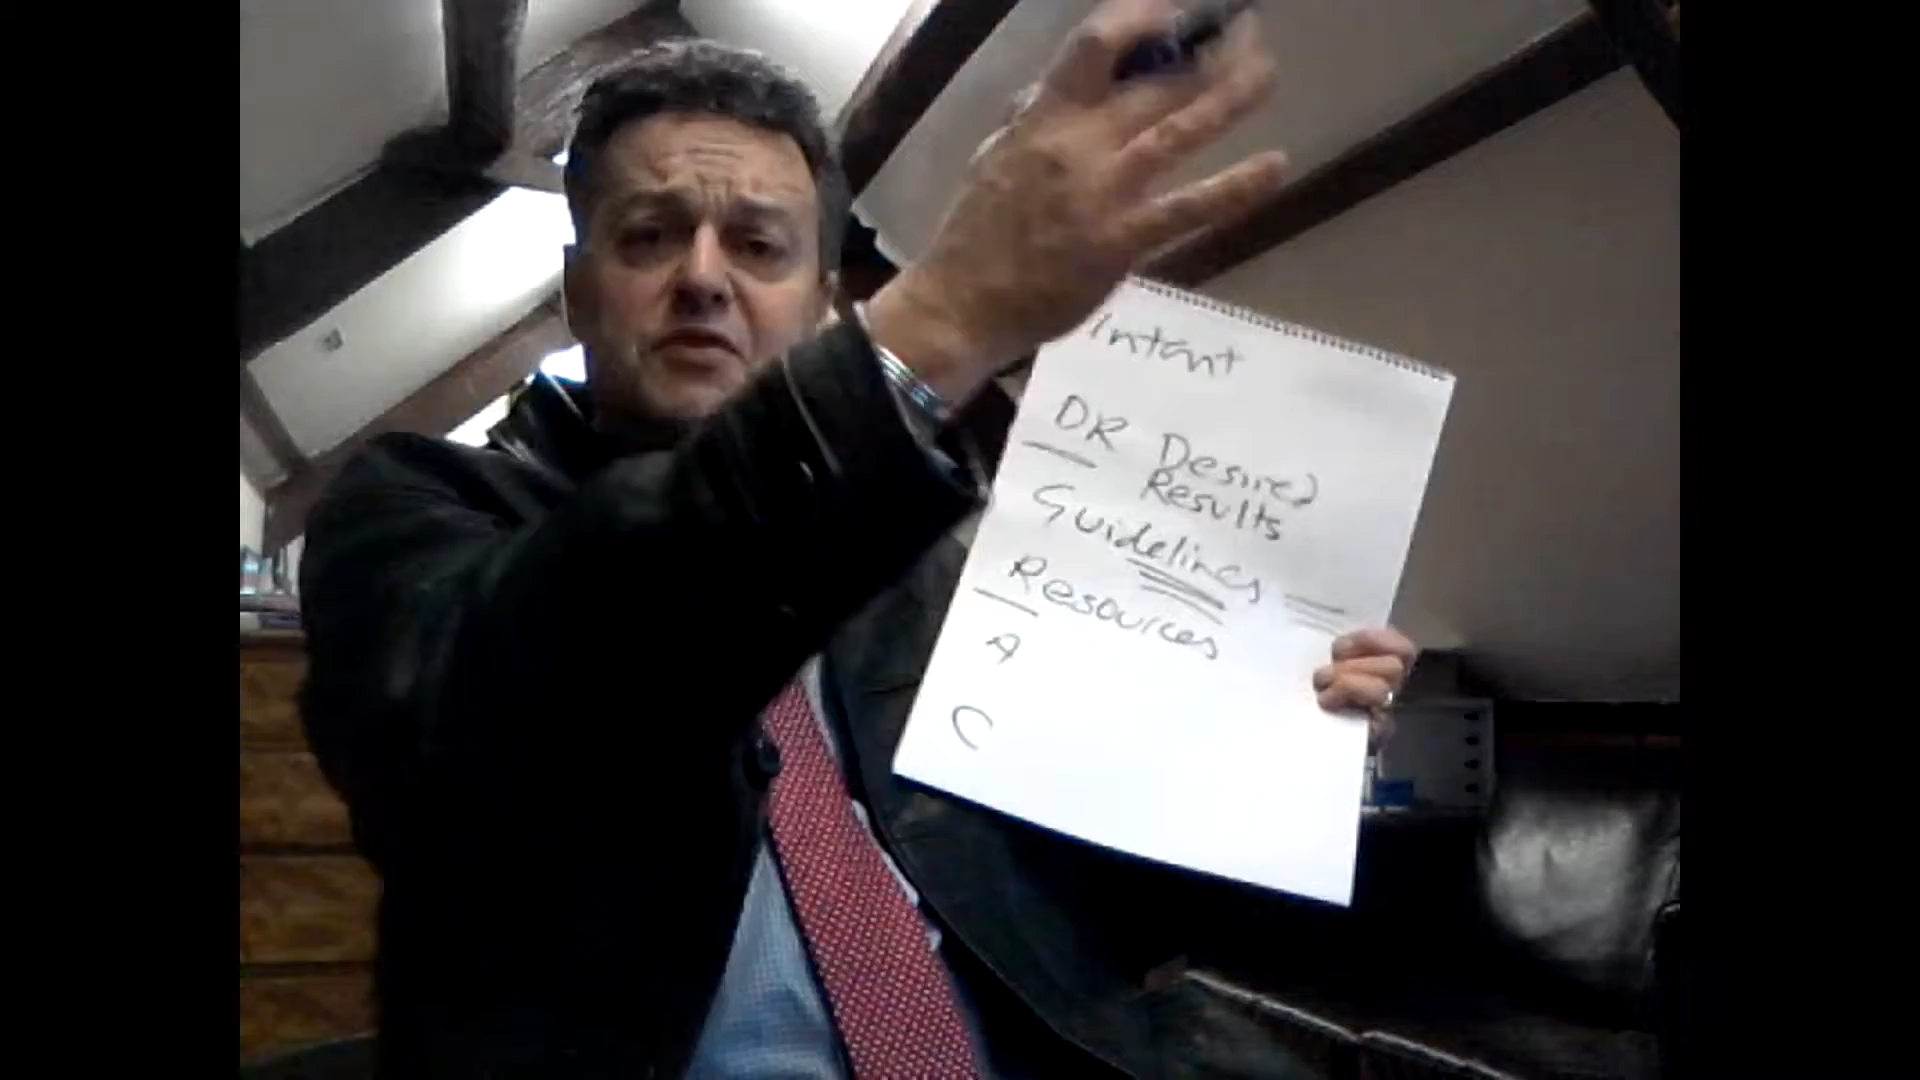 Intent
DR Desired
Results
Guidelines
Resources
A
C